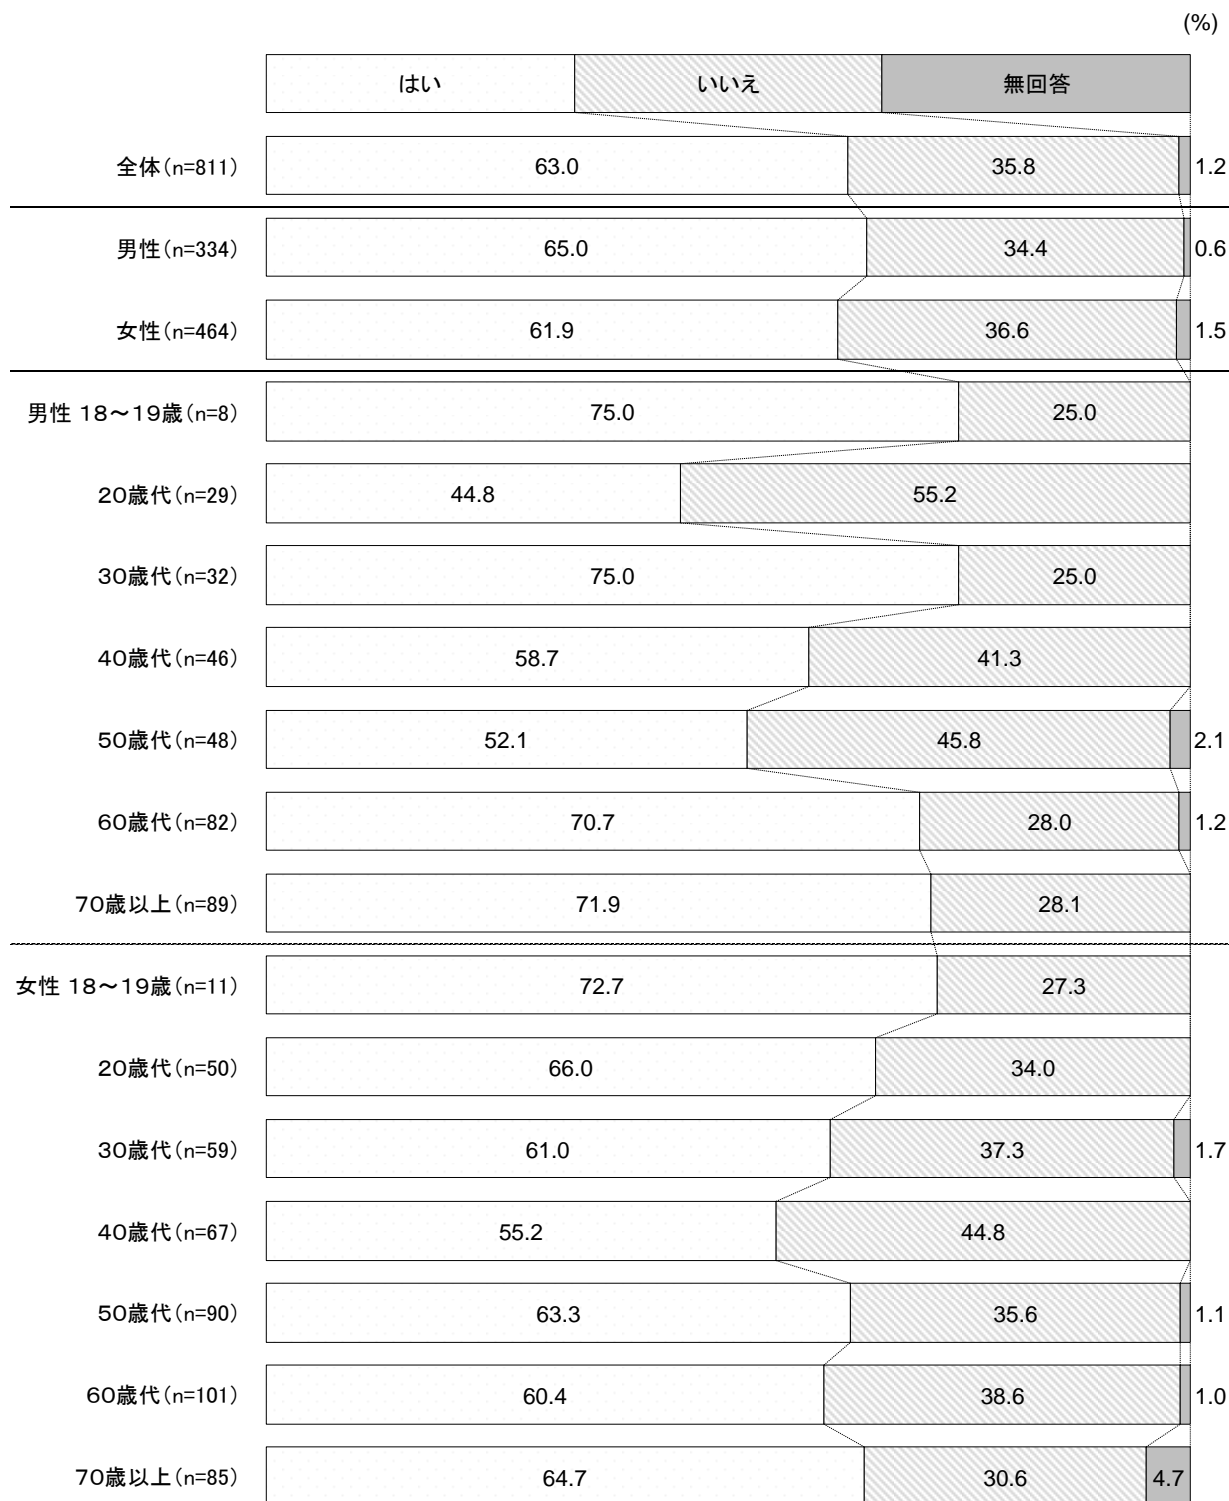 (%)
はい いいえ 無回答
全体(n=811) 63.0 35.8 1.2
男性(n=334) 65.0 34.4 0.6
女性(n=464) 61.9 36.6 1.5
男性 18~19歳(n=8) 75.0 25.0
20歳代(n=29) 44.8 55.2
30歳代(n=32) 75.0 25.0
40歳代(n=46) 58.7 41.3
50歳代(n=48) 52.1 45.8 2.1
60歳代(n=82) 70.7 28.0 1.2
70歳以上(n=89) 71.9 28.1
女性 18~19歳(n=11) 72.7 27.3
20歳代(n=50) 66.0 34.0
30歳代(n=59) 61.0 37.3 1.7
40歳代(n=67) 55.2 44.8
50歳代(n=90) 63.3 35.6 1.1
60歳代(n=101) 60.4 38.6 1.0
70歳以上(n=85) 64.7 30.6 4.7